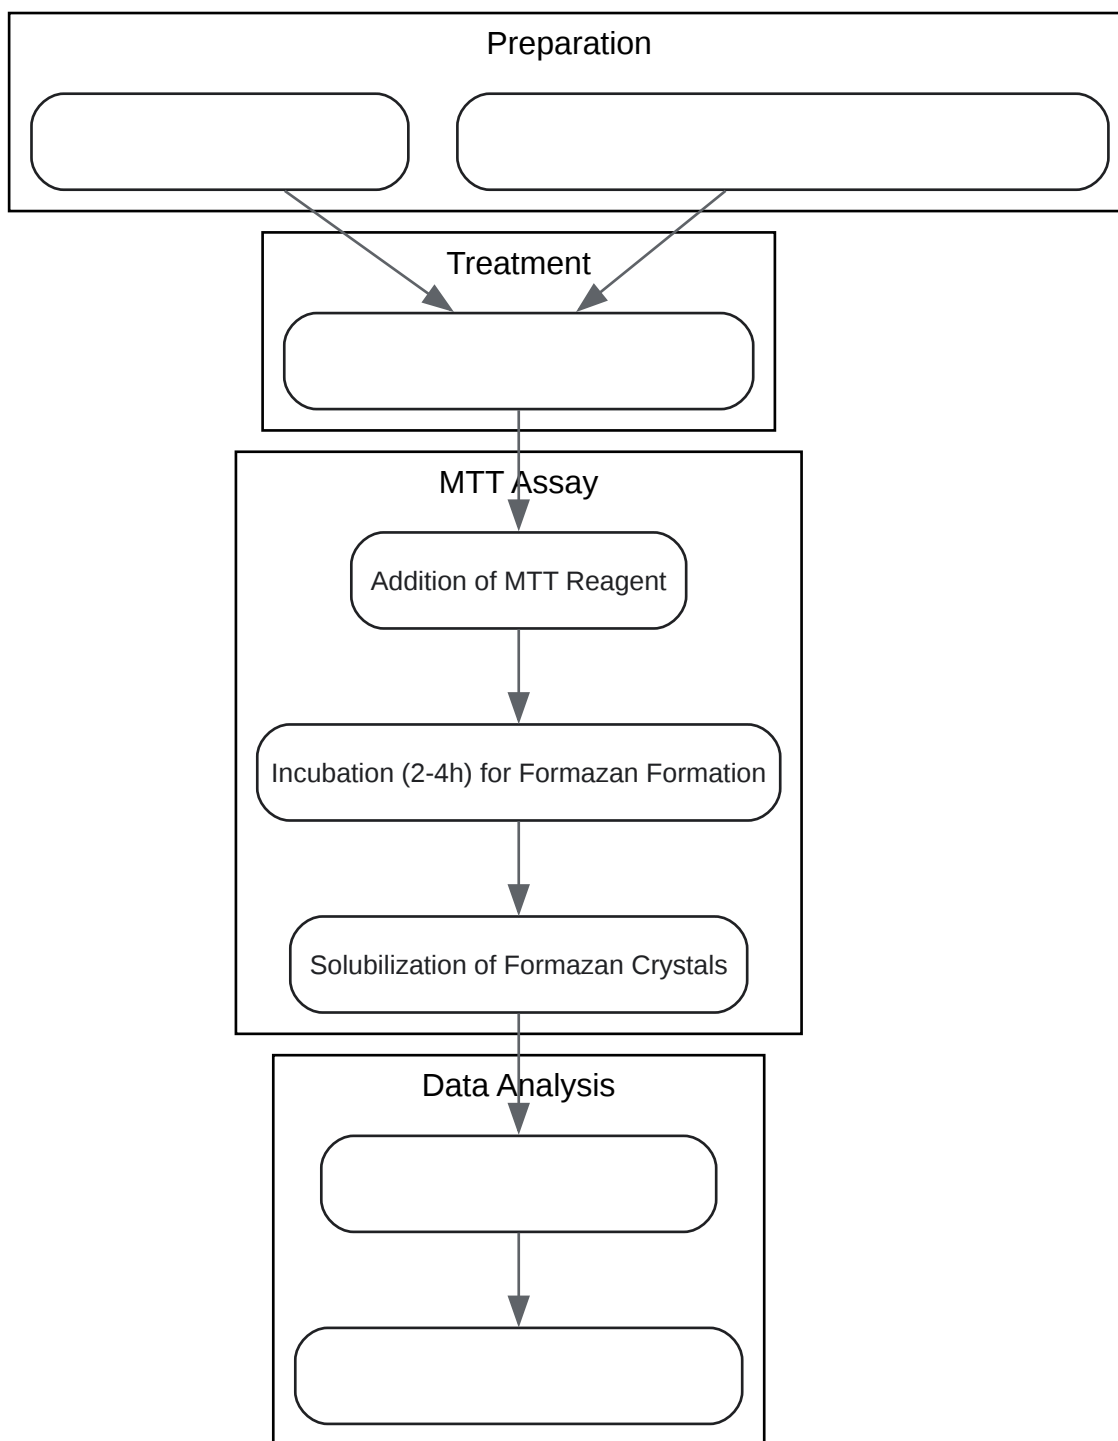 Preparation
Treatment
MTT Assay
Addition of MTT Reagent
Incubation (2-4h) for Formazan Formation
Solubilization of Formazan Crystals
Data Analysis